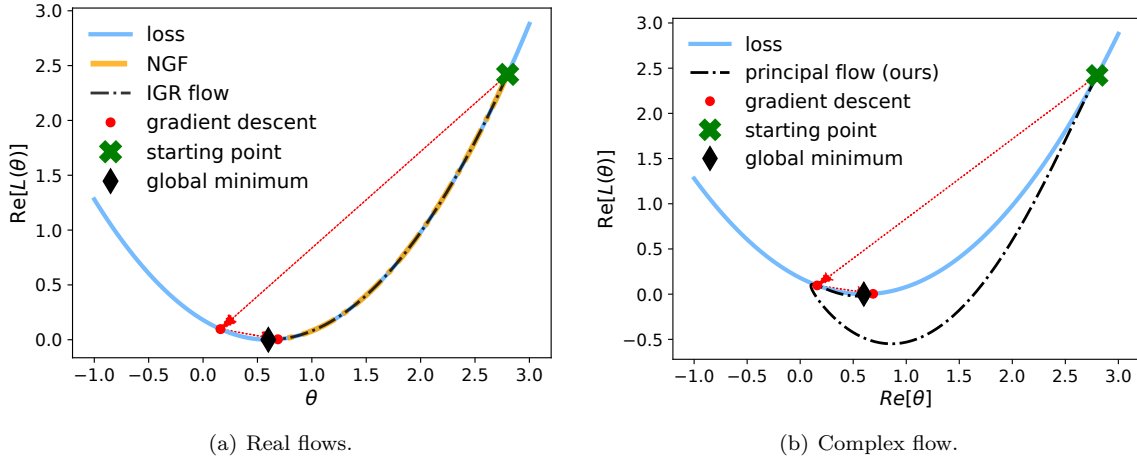 3.0
2.5
2.0
1.5
1.0
0.5
0.0
Re[L(θ)]
loss
NGF
IGR flow
gradient descent
starting point
global minimum
−1.0 −0.5 0.0 0.5 1.0 1.5 2.0 2.5 3.0
θ
(a) Real flows.
3.0
2.5
2.0
1.5
1.0
0.5
0.0
−0.5
Re[L(θ)]
loss
principal flow (ours)
gradient descent
starting point
global minimum
−1.0 −0.5 0.0 0.5 1.0 1.5 2.0 2.5 3.0
Re[θ]
(b) Complex flow.